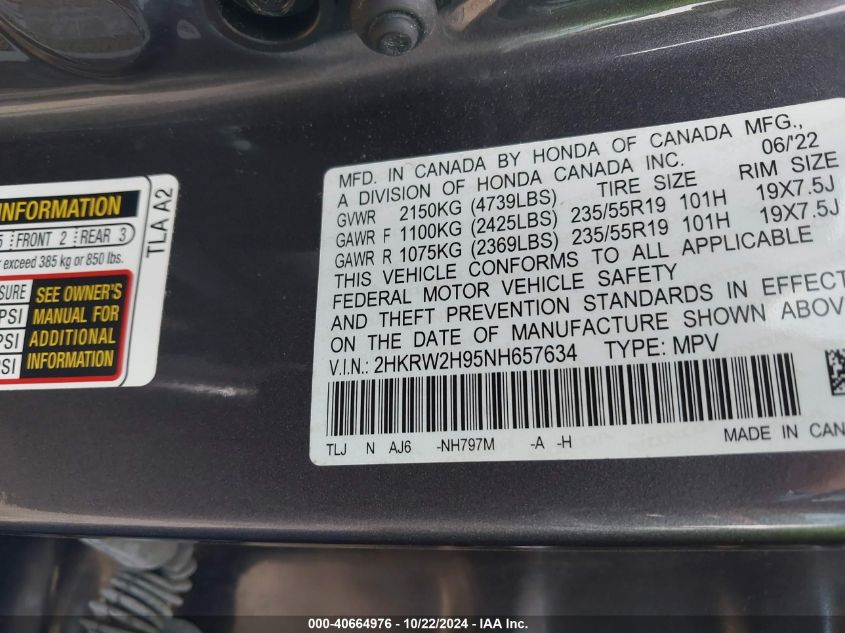 INFORMATION
5 FRONT 2 REAR 3
exceed 385 kg or 850 lbs.
SURE
PSI
PSI
SEE OWNER'S
MANUAL FOR
ADDITIONAL
INFORMATION
TLA A2
MFD. IN CANADA BY HONDA OF CANADA MFG.,
A DIVISION OF HONDA CANADA INC. 06/'22
TIRE SIZE RIM SIZE
GVWR 2150KG (4739LBS)
GAWR F 1100KG (2425LBS) 235/55R19 101H 19X7.5J
GAWR R 1075KG (2369LBS) 235/55R19 101H 19X7.5J
THIS VEHICLE CONFORMS TO ALL APPLICABLE
FEDERAL MOTOR VEHICLE SAFETY
AND THEFT PREVENTION STANDARDS IN EFFECT
ON THE DATE OF MANUFACTURE SHOWN ABOV
V.I.N.: 2HKRW2H95NH657634 TYPE: MPV
TLJ N AJ6 -NH797M -A -H
MADE IN CAN
000-40664976 - 10/22/2024 - IAA Inc.